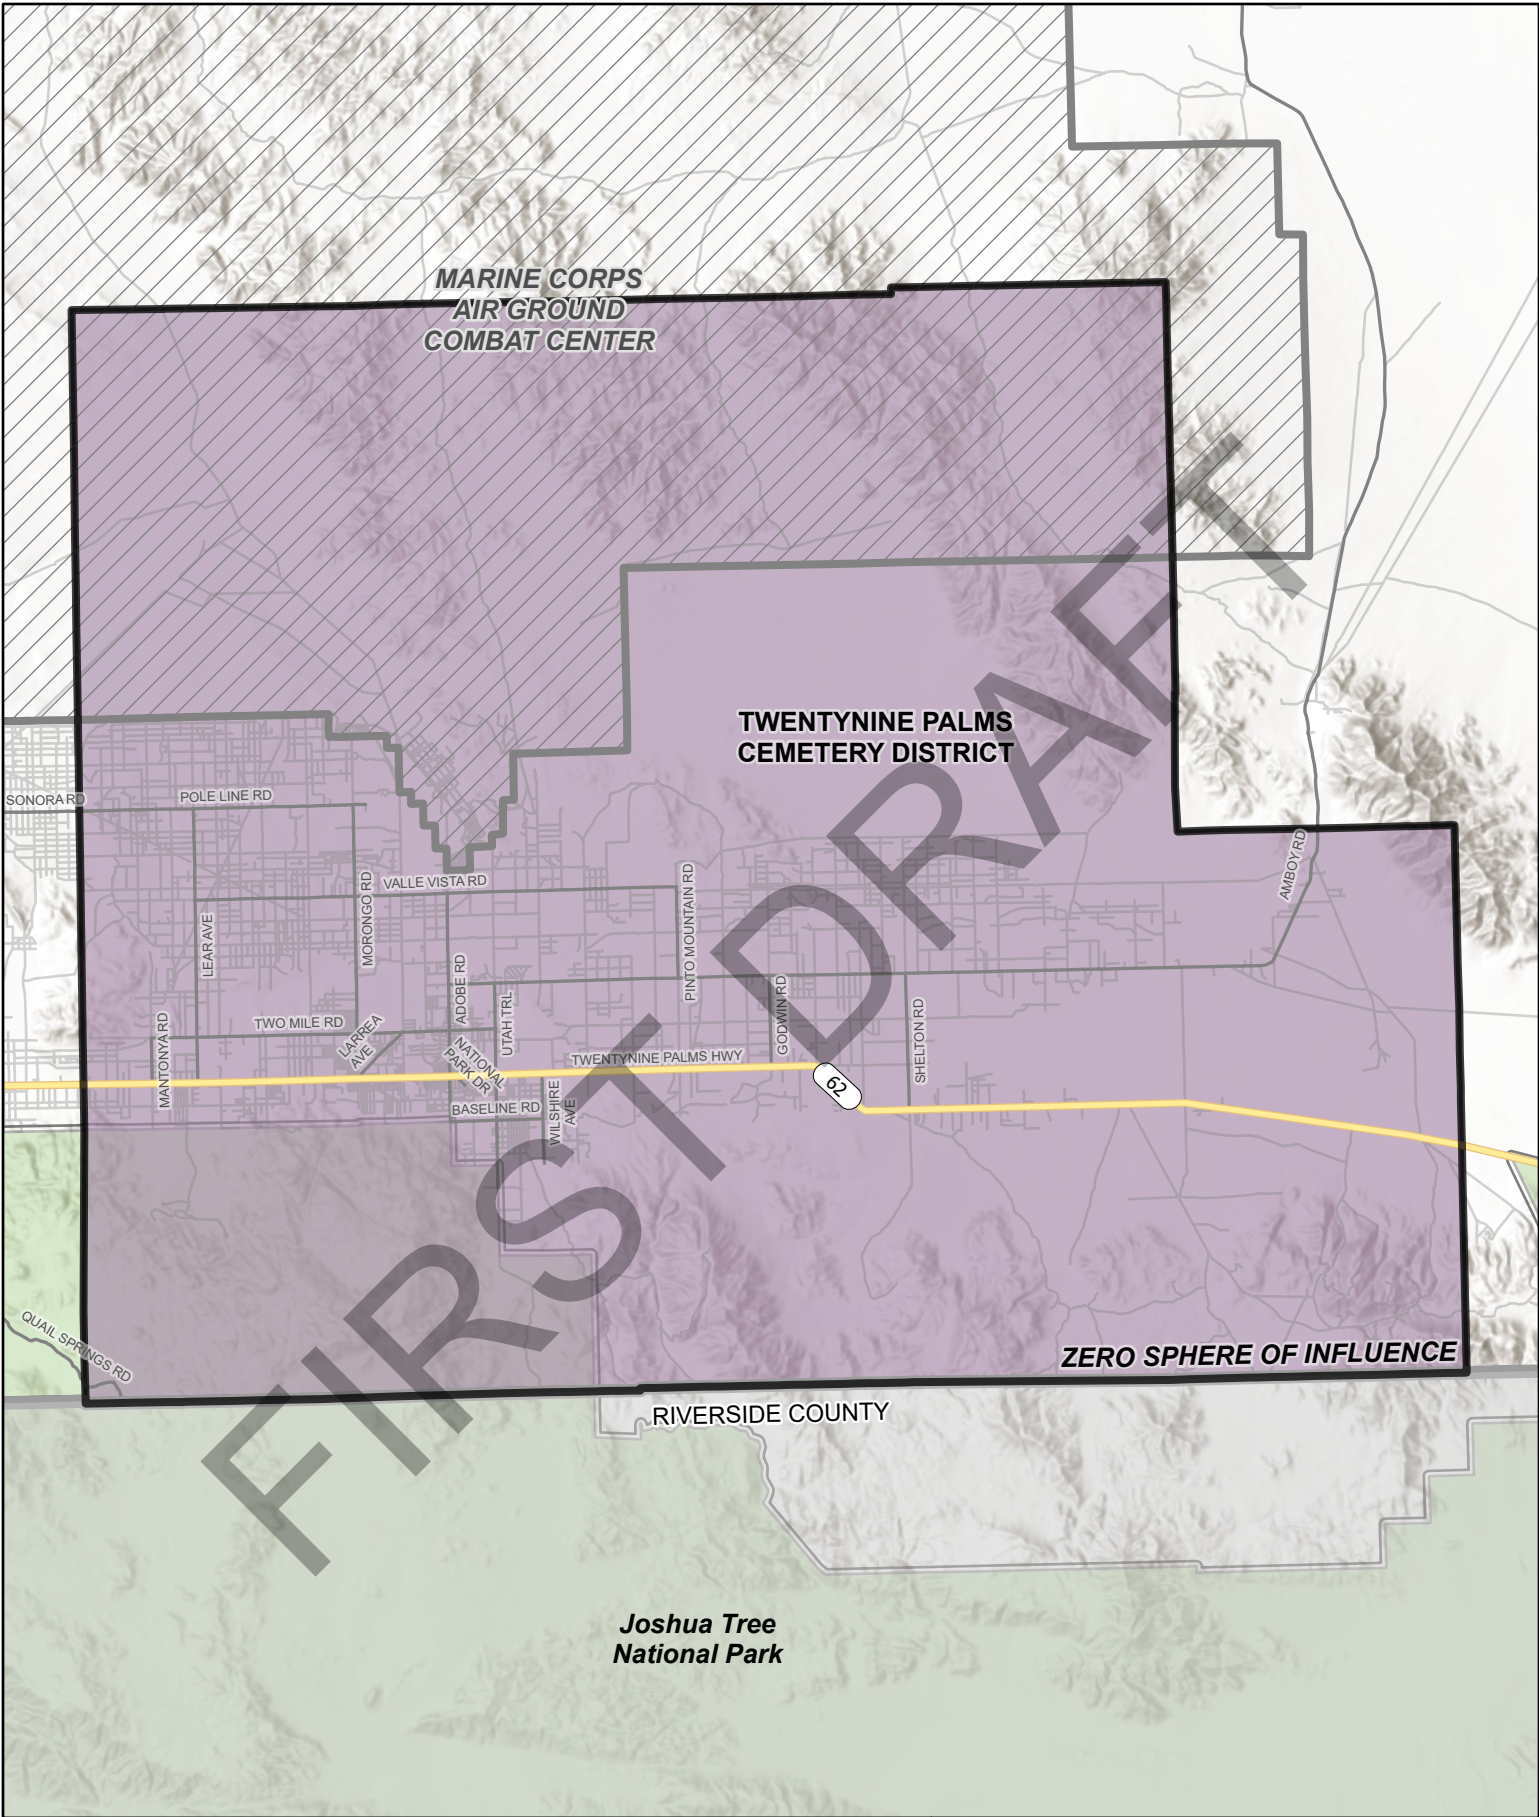 MARINE CORPS
AIR GROUND
COMBAT CENTER
TWENTYNINE PALMS
CEMETERY DISTRICT
SONORA RD
POLE LINE RD
AMBOY RD
VALLE VISTA RD
LEAR AVE
MORONGO RD
PINTO MOUNTAIN RD
ADOBE RD
UTAH TRL
GODWIN RD
SHELTON RD
MANTONYA RD
TWO MILE RD
LARREA
AVE
NATIONAL
PARK DR
TWENTYNINE PALMS HWY
62
BASELINE RD
WILSHIRE
AVE
QUAIL SPRINGS RD
ZERO SPHERE OF INFLUENCE
RIVERSIDE COUNTY
Joshua Tree
National Park
FIRST DRAFT